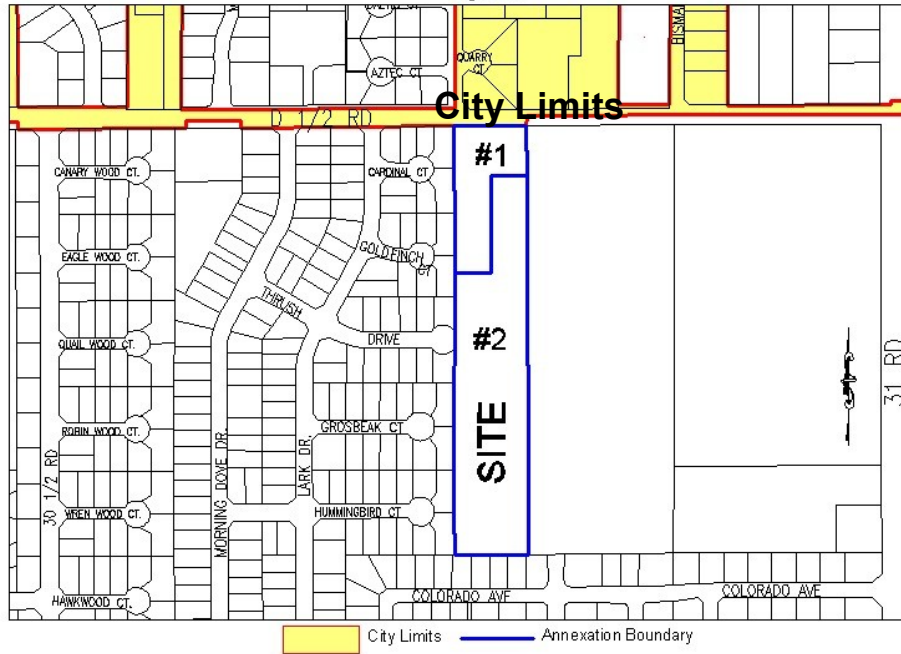 BISMA
QUARRY
CT
AZTEC CT
City Limits
D 1/2 RD
#1
CANARY WOOD CT.
CARDINAL CT
GOLDFINCH
CT
EAGLE WOOD CT.
THRUSH
DRIVE
QUAIL WOOD CT.
#2
31 RD
SITE
GROSBEAK CT
ROBIN WOOD CT.
MORNING DOVE DR.
LARK DR.
30 1/2 RD
WREN WOOD CT.
HUMMINGBIRD CT
HAWKWOOD CT.
COLORADO AVE
COLORADO AVE
City Limits
Annexation Boundary